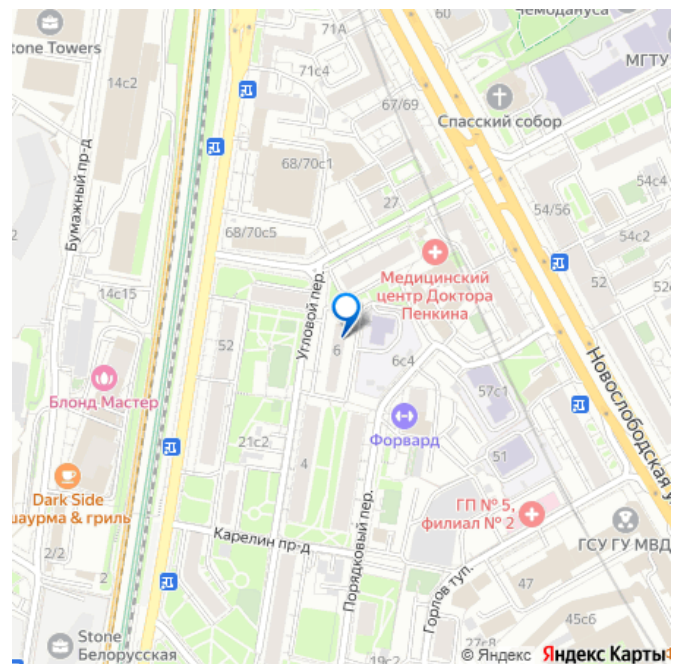 Чемодануса
60
71А
Stone Towers
14с2
71с4
МГТУ
67/69
Спасский собор
Бумажный пр-д
68/70с1
54с4
27
54/56
68/70с5
54с2
2
Медицинский
центр Доктора
Пенкина
52
14с15
Угловой пер.
52
6
6с4
Новослободская у
Блонд Мастер
57с1
Форвард
21с2
51
4
Dark Side
шаурма & гриль
ГП № 5,
филиал № 2
Порядковый пер.
Карелин пр-д
ГСУ ГУ МВД
2/2
2
47
Горлов туп.
45с6
Stone
Белорусская
27с8
19с2
© Яндекс Яндекс Карты